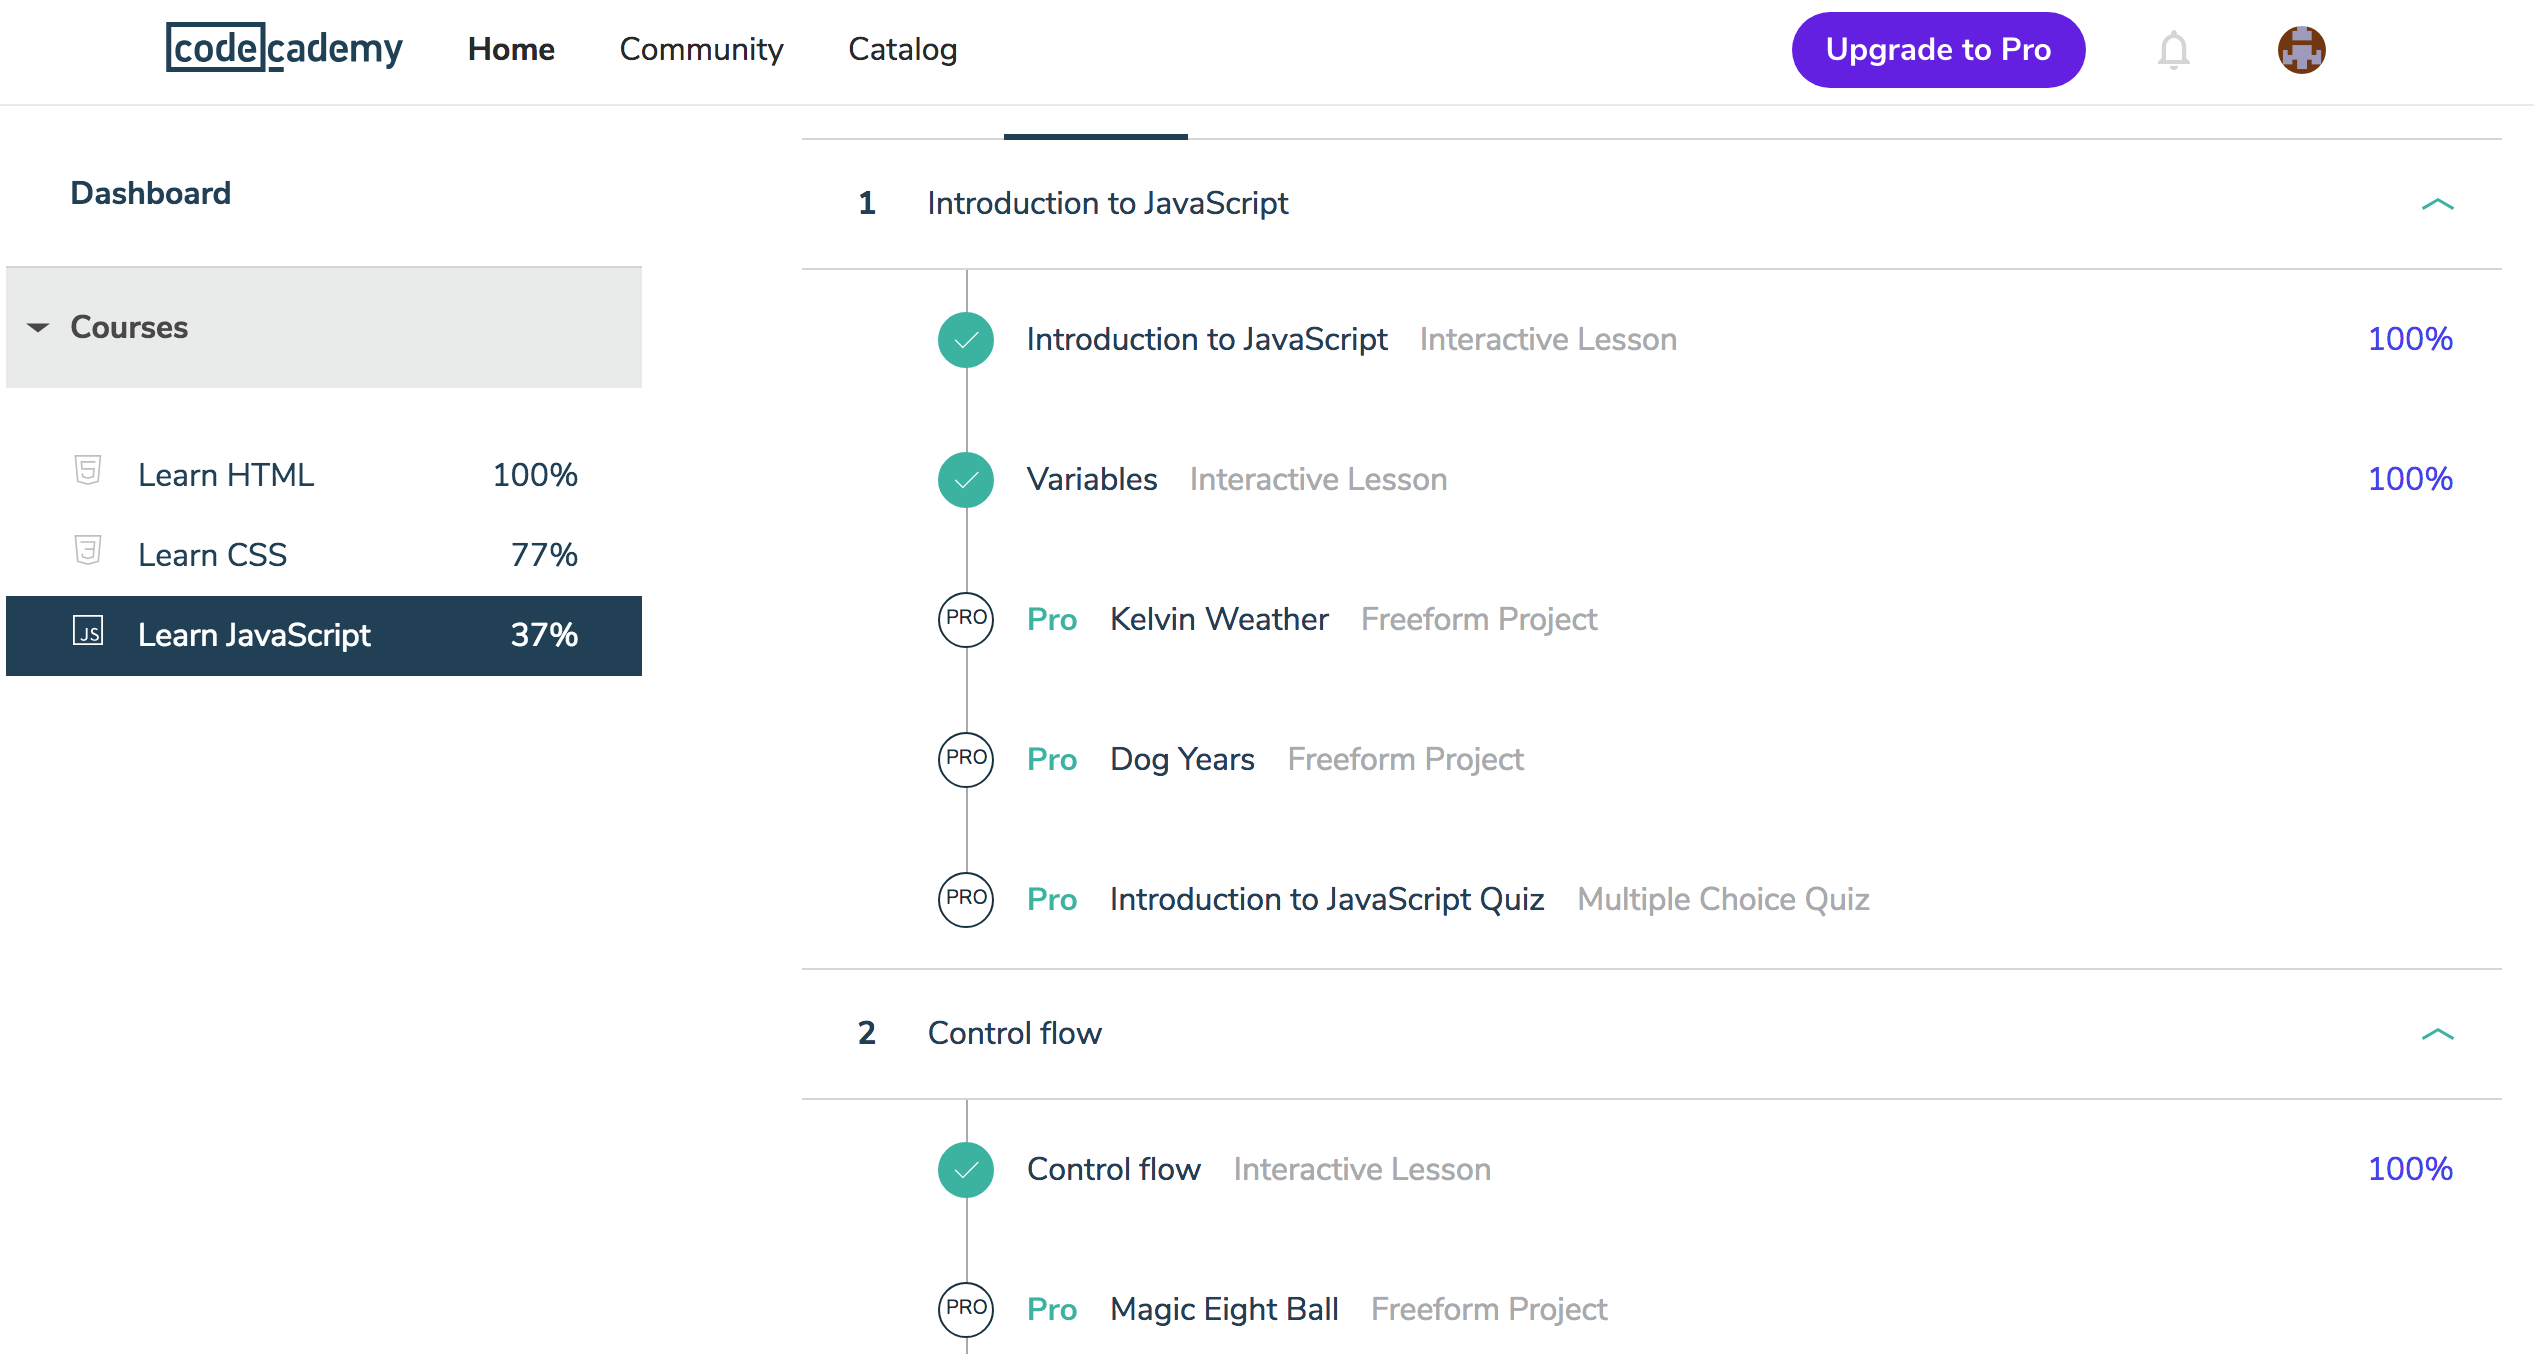 codecademy Home Community Catalog Upgrade to Pro
Dashboard
Courses
Learn HTML 100%
Learn CSS 77%
JS Learn JavaScript 37%
1 Introduction to JavaScript
Introduction to JavaScript Interactive Lesson 100%
Variables Interactive Lesson 100%
PRO Pro Kelvin Weather Freeform Project
PRO Pro Dog Years Freeform Project
PRO Pro Introduction to JavaScript Quiz Multiple Choice Quiz
2 Control flow
Control flow Interactive Lesson 100%
PRO Pro Magic Eight Ball Freeform Project